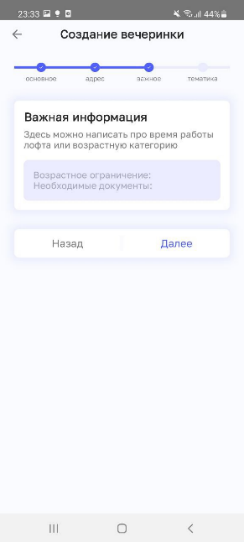 23:33 44%
Создание вечеринки
основное адрес важное тематика
Важная информация
Здесь можно написать про время работы
лофта или возрастную категорию
Возрастное ограничение:
Необходимые документы:
Назад Далее